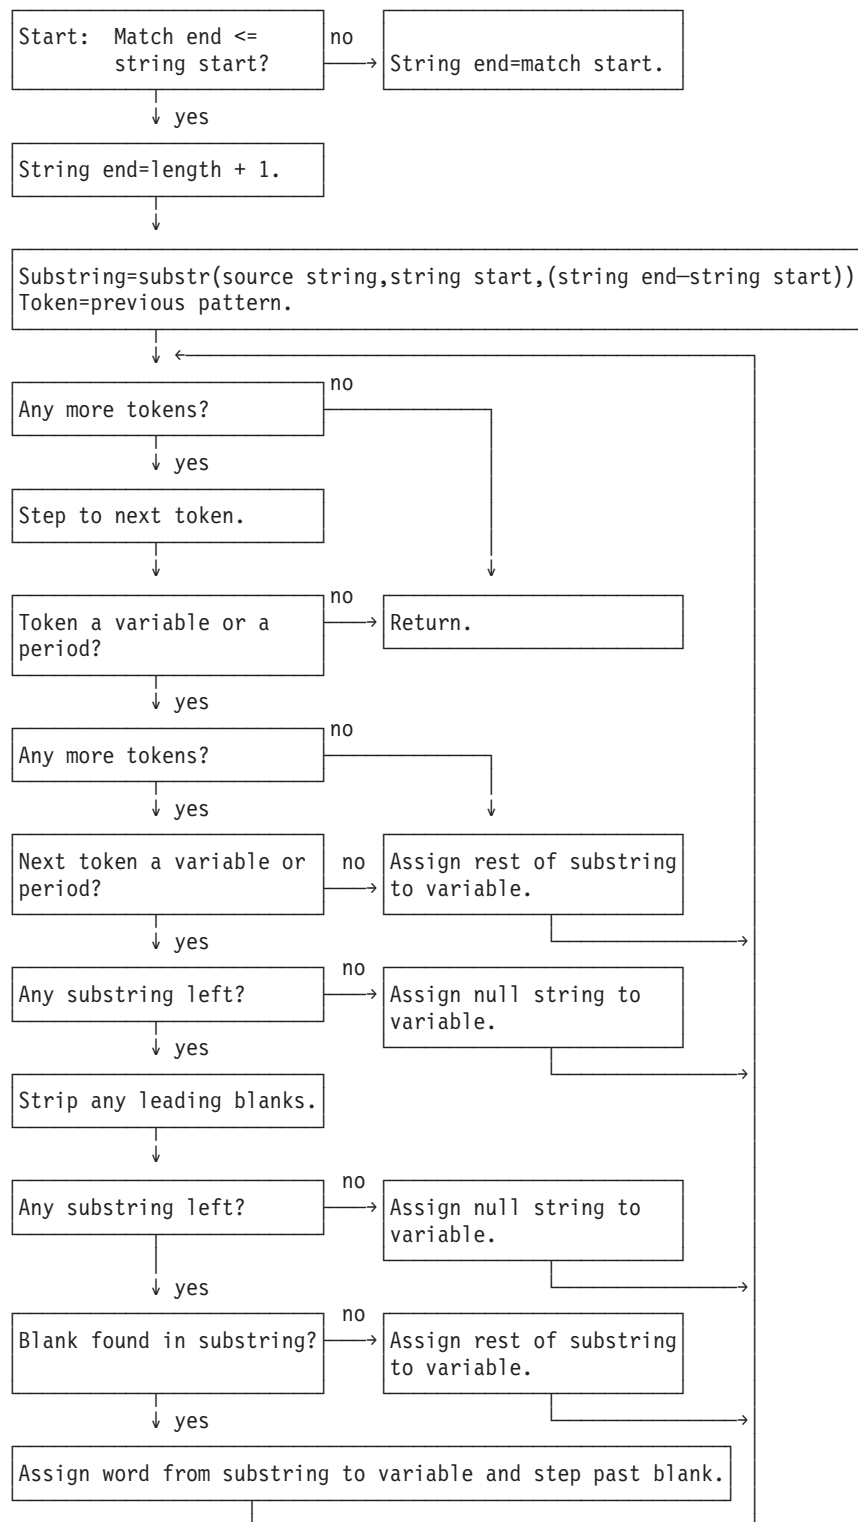 Start: Match end <=
string start?
no
String end=match start.
yes
String end=length + 1.
Substring=substr(source string,string start,(string end—string start))
Token=previous pattern.
no
Any more tokens?
yes
Step to next token.
no
Token a variable or a
period?
Return.
yes
no
Any more tokens?
yes
Next token a variable or
period?
no
Assign rest of substring
to variable.
yes
no
Any substring left?
Assign null string to
variable.
yes
Strip any leading blanks.
no
Any substring left?
Assign null string to
variable.
yes
no
Blank found in substring?
Assign rest of substring
to variable.
yes
Assign word from substring to variable and step past blank.